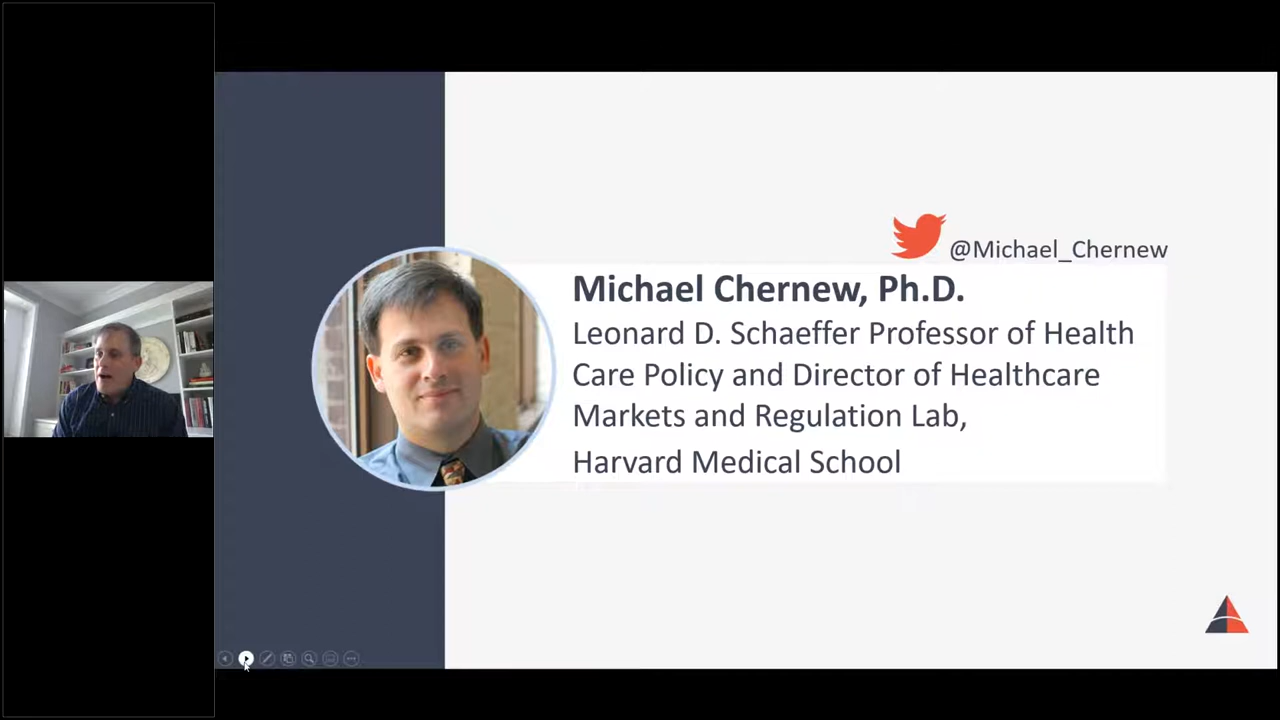 @Michael_Chernew
Michael Chernew, Ph.D.
Leonard D. Schaeffer Professor of Health
Care Policy and Director of Healthcare
Markets and Regulation Lab,
Harvard Medical School